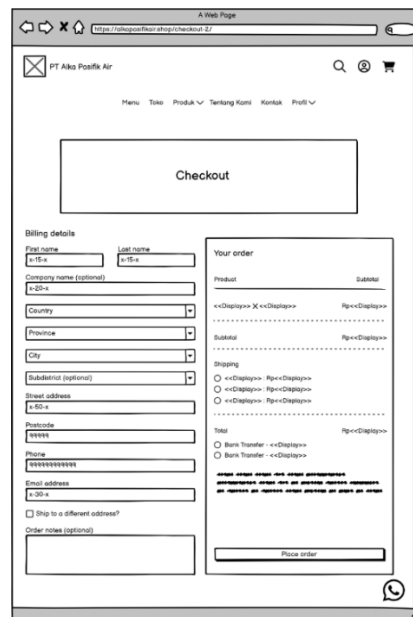 A Web Page
https://alkapasifikair.shop/checkout-2/
PT Alka Pasifik Air
Menu Toko Produk Tentang Kami Kontak Profil
Checkout
Billing details
First name Last name
x-15-x x-15-x
Company name (optional)
x-20-x
Country
Province
City
Subdistrict (optional)
Street address
x-50-x
Postcode
99999
Phone
999999999999
Email address
x-30-x
Ship to a different address?
Order notes (optional)
Your order
Product Subtotal
<<Display>> X <<Display>> Rp<<Display>>
Subtotal Rp<<Display>>
Shipping
<<Display>> : Rp<<Display>>
<<Display>> : Rp<<Display>>
<<Display>> : Rp<<Display>>
Total Rp<<Display>>
Bank Transfer - <<Display>>
Bank Transfer - <<Display>>
Place order